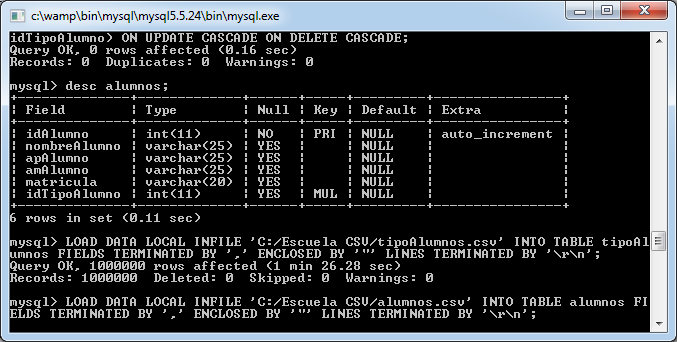 c:\wamp\bin\mysql\mysql5.5.24\bin\mysql.exe
idTipoAlumno) ON UPDATE CASCADE ON DELETE CASCADE;
Query OK, 0 rows affected (0.16 sec)
Records: 0  Duplicates: 0  Warnings: 0
mysql> desc alumnos;
+--------------+-------------+------+-----+---------+----------------+
| Field        | Type        | Null | Key | Default | Extra          |
+--------------+-------------+------+-----+---------+----------------+
| idAlumno     | int(11)     | NO   | PRI | NULL    | auto_increment |
| nombreAlumno | varchar(25) | YES  |     | NULL    |                |
| apAlumno     | varchar(25) | YES  |     | NULL    |                |
| amAlumno     | varchar(25) | YES  |     | NULL    |                |
| matricula    | varchar(20) | YES  |     | NULL    |                |
| idTipoAlumno | int(11)     | YES  | MUL | NULL    |                |
+--------------+-------------+------+-----+---------+----------------+
6 rows in set (0.11 sec)
mysql> LOAD DATA LOCAL INFILE 'C:/Escuela CSV/tipoAlumnos.csv' INTO TABLE tipoAl
umnos FIELDS TERMINATED BY ',' ENCLOSED BY '"' LINES TERMINATED BY '\r\n';
Query OK, 1000000 rows affected (1 min 26.28 sec)
Records: 1000000  Deleted: 0  Skipped: 0  Warnings: 0
mysql> LOAD DATA LOCAL INFILE 'C:/Escuela CSV/alumnos.csv' INTO TABLE alumnos FI
ELDS TERMINATED BY ',' ENCLOSED BY '"' LINES TERMINATED BY '\r\n';